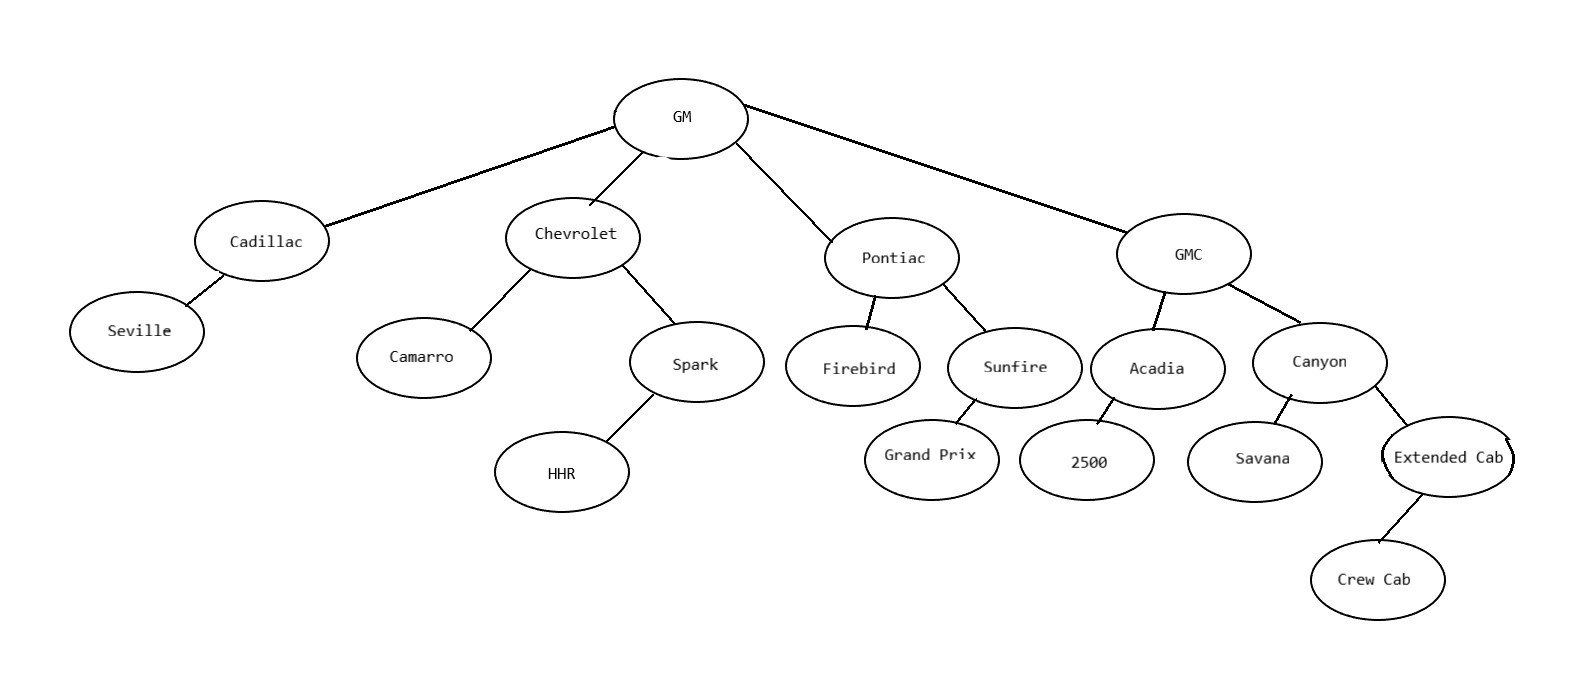 GM
Cadillac
Chevrolet
Pontiac
GMC
Seville
Camarro
Spark
Firebird
Sunfire
Acadia
Canyon
HHR
Grand Prix
2500
Savana
Extended Cab
Crew Cab